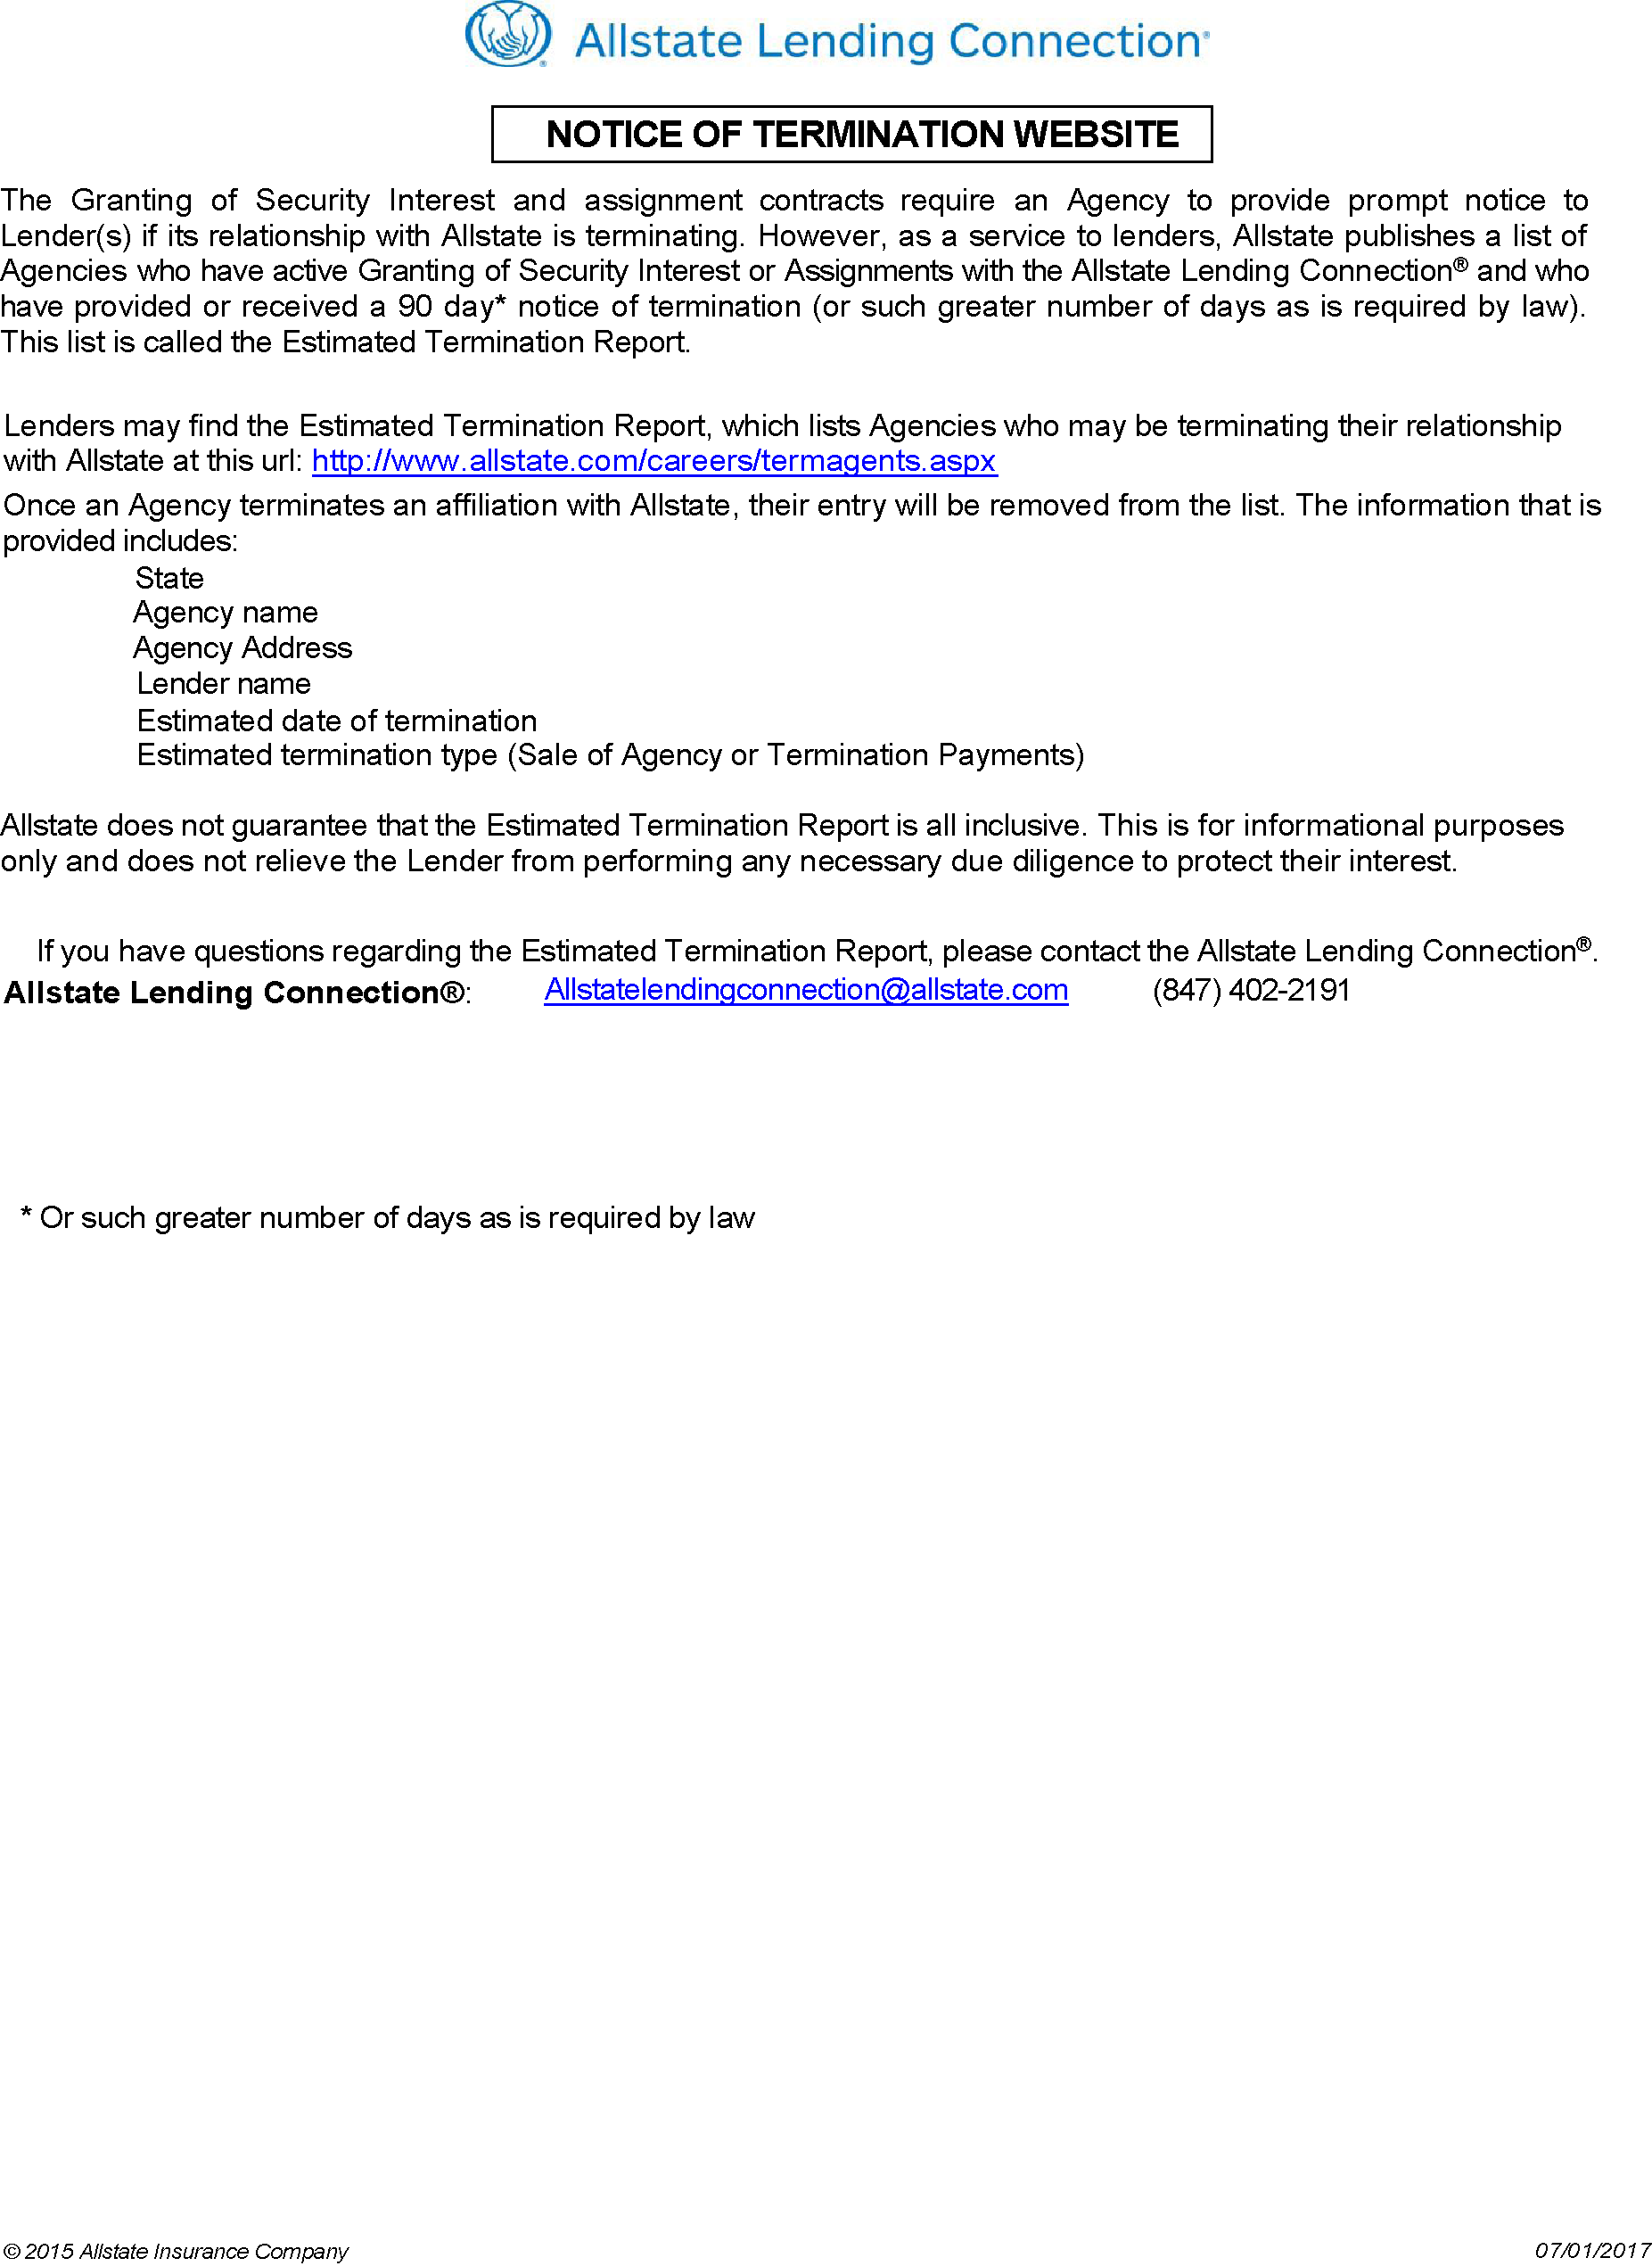 Allstate Lending Connection®
NOTICE OF TERMINATION WEBSITE
The Granting of Security Interest and assignment contracts require an Agency to provide prompt notice to
Lender(s) if its relationship with Allstate is terminating. However, as a service to lenders, Allstate publishes a list of
Agencies who have active Granting of Security Interest or Assignments with the Allstate Lending Connection® and who
have provided or received a 90 day* notice of termination (or such greater number of days as is required by law).
This list is called the Estimated Termination Report.
Lenders may find the Estimated Termination Report, which lists Agencies who may be terminating their relationship
with Allstate at this url: http://www.allstate.com/careers/termagents.aspx
Once an Agency terminates an affiliation with Allstate, their entry will be removed from the list. The information that is
provided includes:
State
Agency name
Agency Address
Lender name
Estimated date of termination
Estimated termination type (Sale of Agency or Termination Payments)
Allstate does not guarantee that the Estimated Termination Report is all inclusive. This is for informational purposes
only and does not relieve the Lender from performing any necessary due diligence to protect their interest.
If you have questions regarding the Estimated Termination Report, please contact the Allstate Lending Connection®.
Allstate Lending Connection®: Allstatelendingconnection@allstate.com (847) 402-2191
* Or such greater number of days as is required by law
© 2015 Allstate Insurance Company 07/01/2017